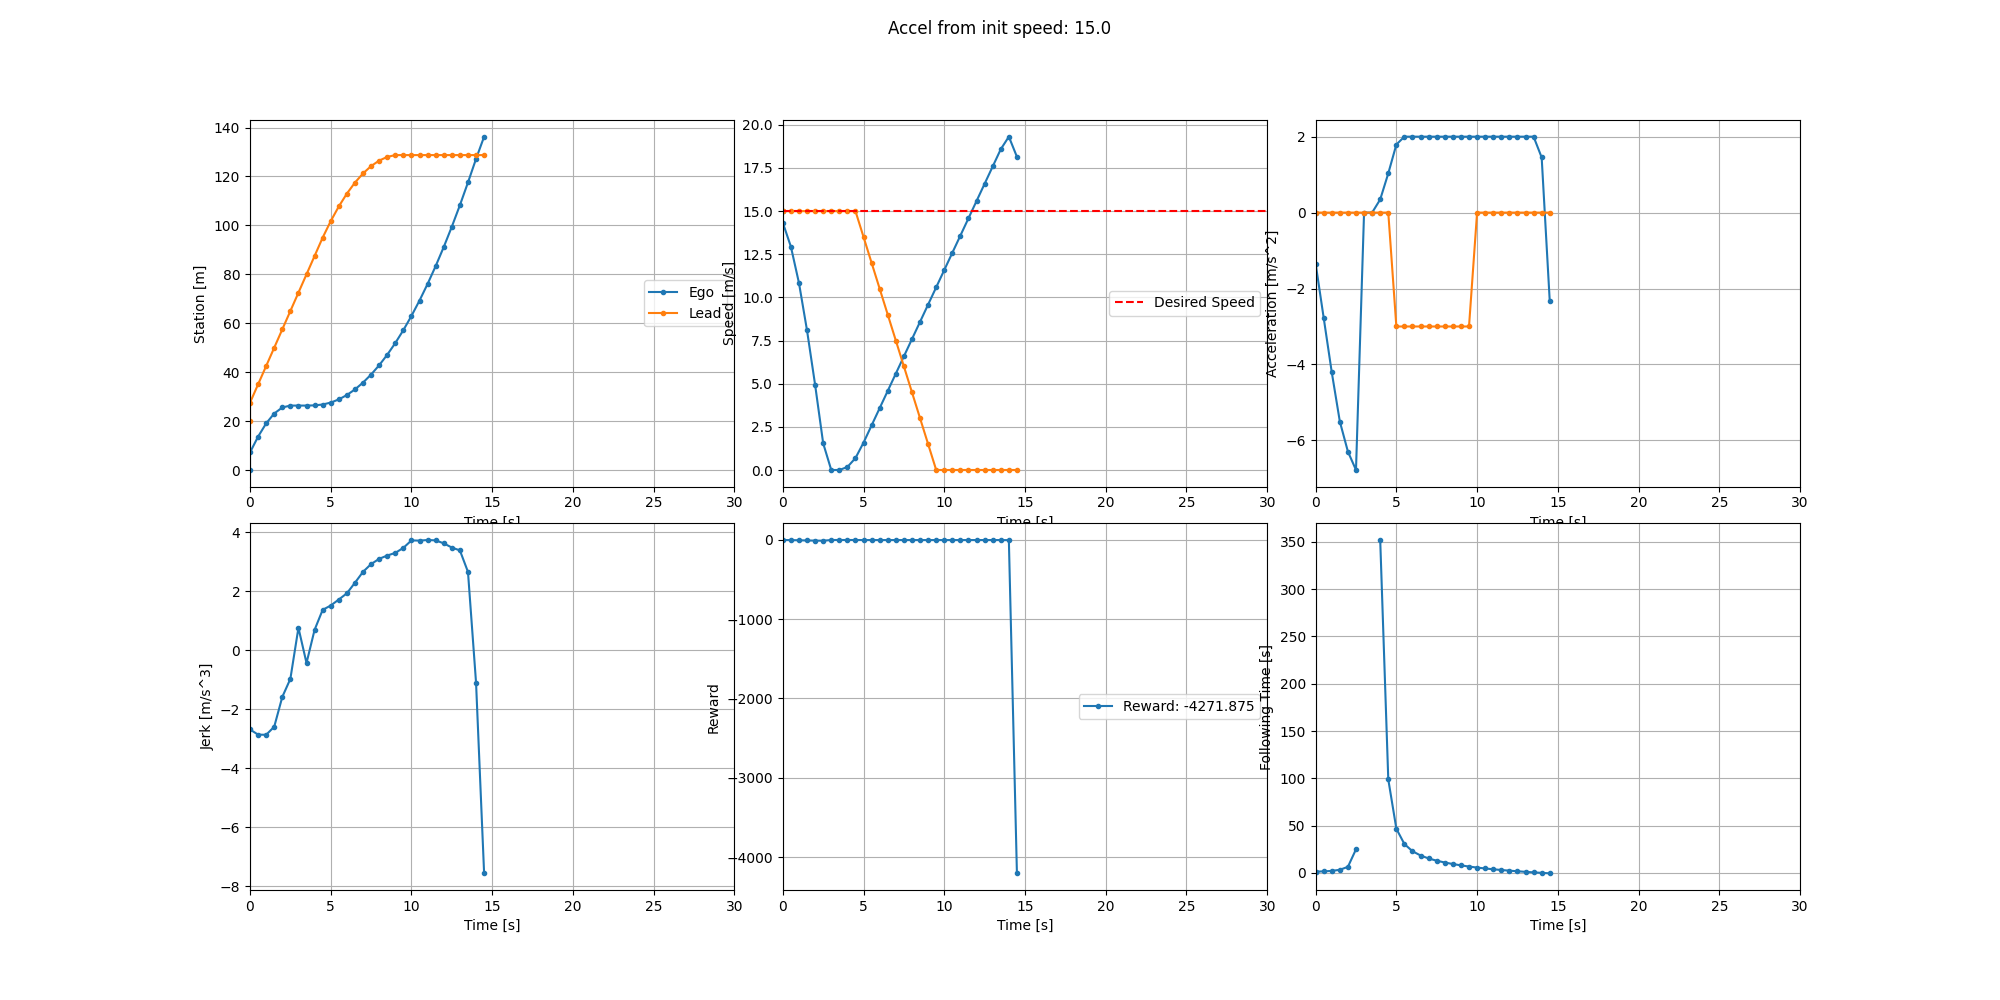 Accel from init speed: 15.0
Station [m]
140
120
100
80
60
40
20
0
0 5 10 15 20 25 30
Time [s]
Ego
Lead
Speed [m/s]
20.0
17.5
15.0
12.5
10.0
7.5
5.0
2.5
0.0
0 5 10 15 20 25 30
Time [s]
Desired Speed
Acceleration [m/s^2]
2
0
−2
−4
−6
0 5 10 15 20 25 30
Time [s]
Jerk [m/s^3]
4
2
0
−2
−4
−6
−8
0 5 10 15 20 25 30
Time [s]
Reward
0
−1000
−2000
−3000
−4000
0 5 10 15 20 25 30
Time [s]
Reward: -4271.875
Following Time [s]
350
300
250
200
150
100
50
0
0 5 10 15 20 25 30
Time [s]